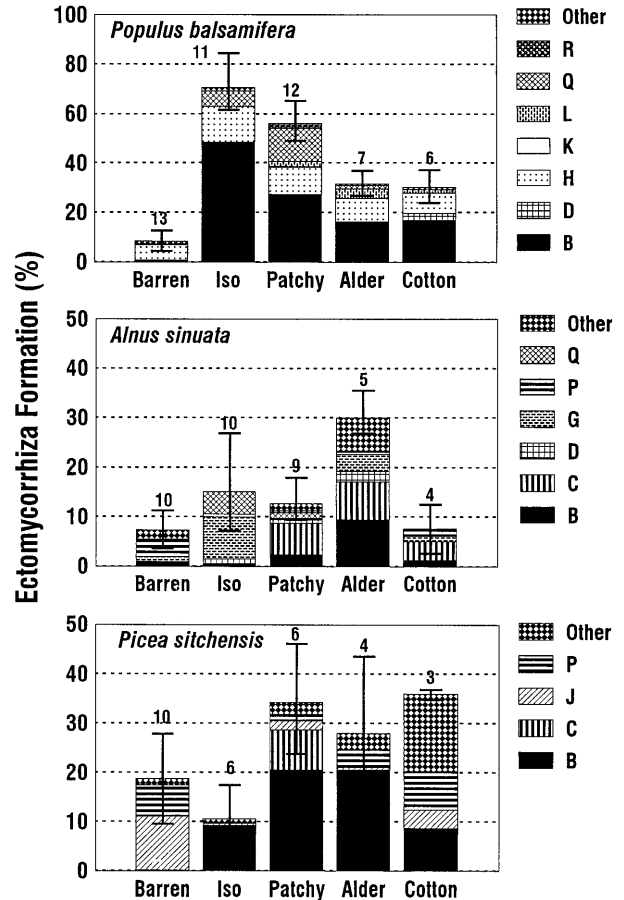 Ectomycorrhiza Formation (%)
Populus balsamifera
100
80
60
40
20
0
13
11
12
7
6
Barren Iso Patchy Alder Cotton
Other
R
Q
L
K
H
D
B
Alnus sinuata
50
40
30
20
10
0
10
10
9
5
4
Barren Iso Patchy Alder Cotton
Other
Q
P
G
D
C
B
Picea sitchensis
50
40
30
20
10
0
10
6
6
4
3
Barren Iso Patchy Alder Cotton
Other
P
J
C
B